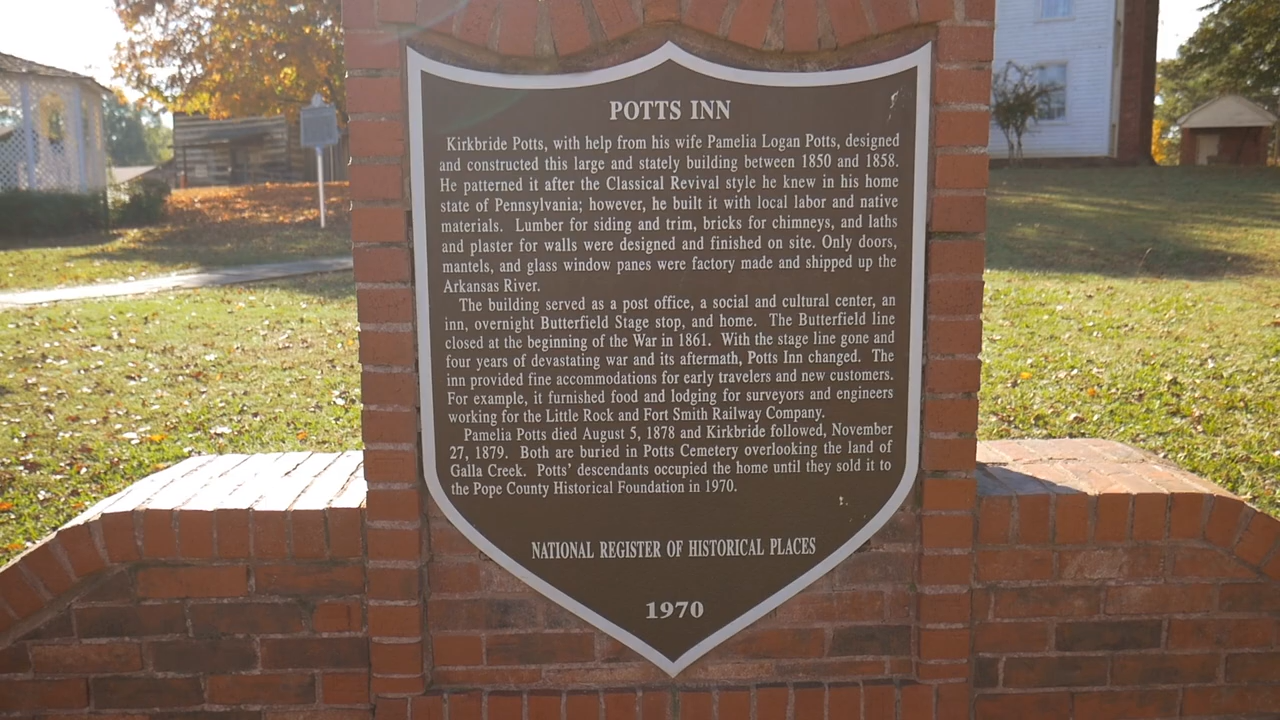 POTTS INN
Kirkbride Potts, with help from his wife Pamelia Logan Potts, designed
and constructed this large and stately building between 1850 and 1858.
He patterned it after the Classical Revival style he knew in his home
state of Pennsylvania; however, he built it with local labor and native
materials. Lumber for siding and trim, bricks for chimneys, and laths
and plaster for walls were designed and finished on site. Only doors,
mantels, and glass window panes were factory made and shipped up the
Arkansas River.
The building served as a post office, a social and cultural center, an
inn, overnight Butterfield Stage stop, and home. The Butterfield line
closed at the beginning of the War in 1861. With the stage line gone and
four years of devastating war and its aftermath, Potts Inn changed. The
inn provided fine accommodations for early travelers and new customers.
For example, it furnished food and lodging for surveyors and engineers
working for the Little Rock and Fort Smith Railway Company.
Pamelia Potts died August 5, 1878 and Kirkbride followed, November
27, 1879. Both are buried in Potts Cemetery overlooking the land of
Galla Creek. Potts' descendants occupied the home until they sold it to
the Pope County Historical Foundation in 1970.
NATIONAL REGISTER OF HISTORICAL PLACES
1970